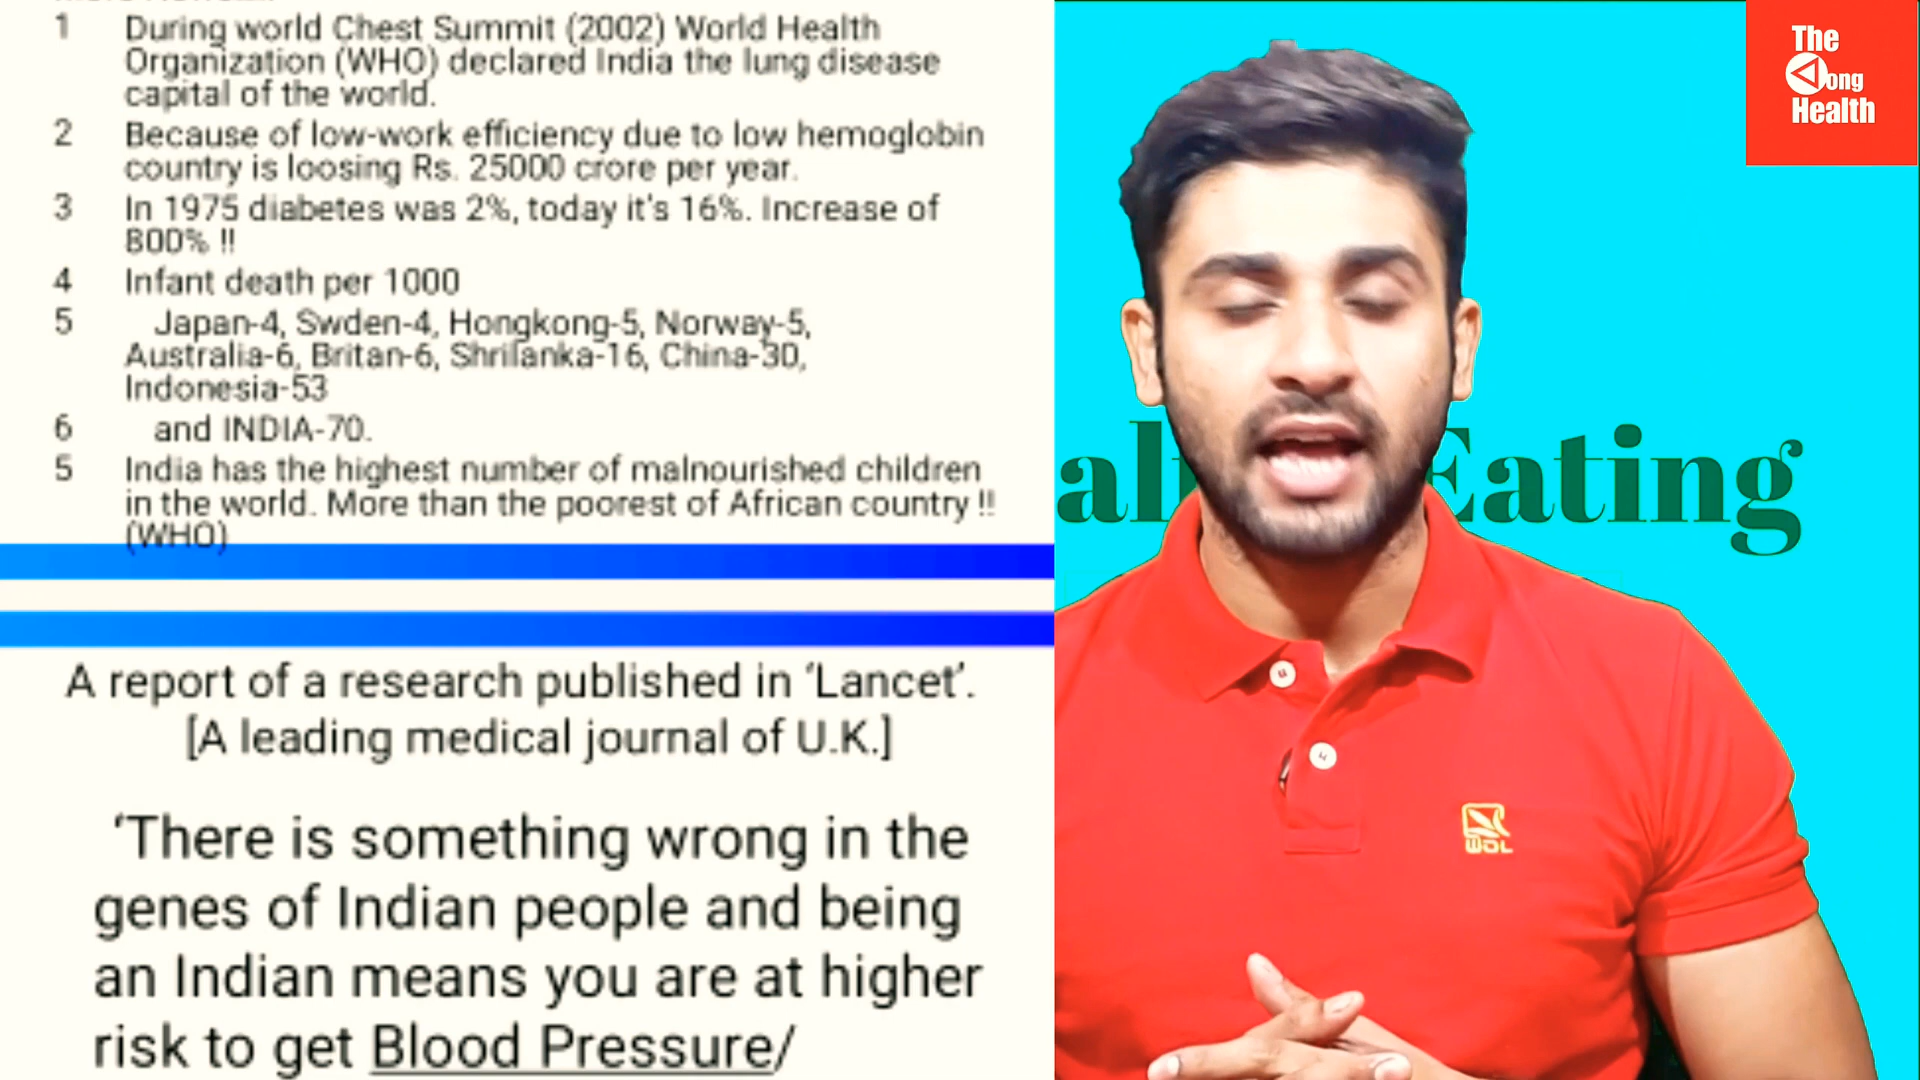 1 During world Chest Summit (2002) World Health
Organization (WHO) declared India the lung disease
capital of the world.
2 Because of low-work efficiency due to low hemoglobin
country is loosing Rs. 25000 crore per year.
3 In 1975 diabetes was 2%, today it's 16%. Increase of
800% !!
4 Infant death per 1000
5 Japan-4, Swden-4, Hongkong-5, Norway-5,
Australia-6, Britan-6, Shrilanka-16, China-30,
Indonesia-53
6 and INDIA-70.
5 India has the highest number of malnourished children
in the world. More than the poorest of African country !!
(WHO)
A report of a research published in ‘Lancet’.
[A leading medical journal of U.K.]
‘There is something wrong in the
genes of Indian people and being
an Indian means you are at higher
risk to get Blood Pressure/
The
ong
Health
Eating
WOL